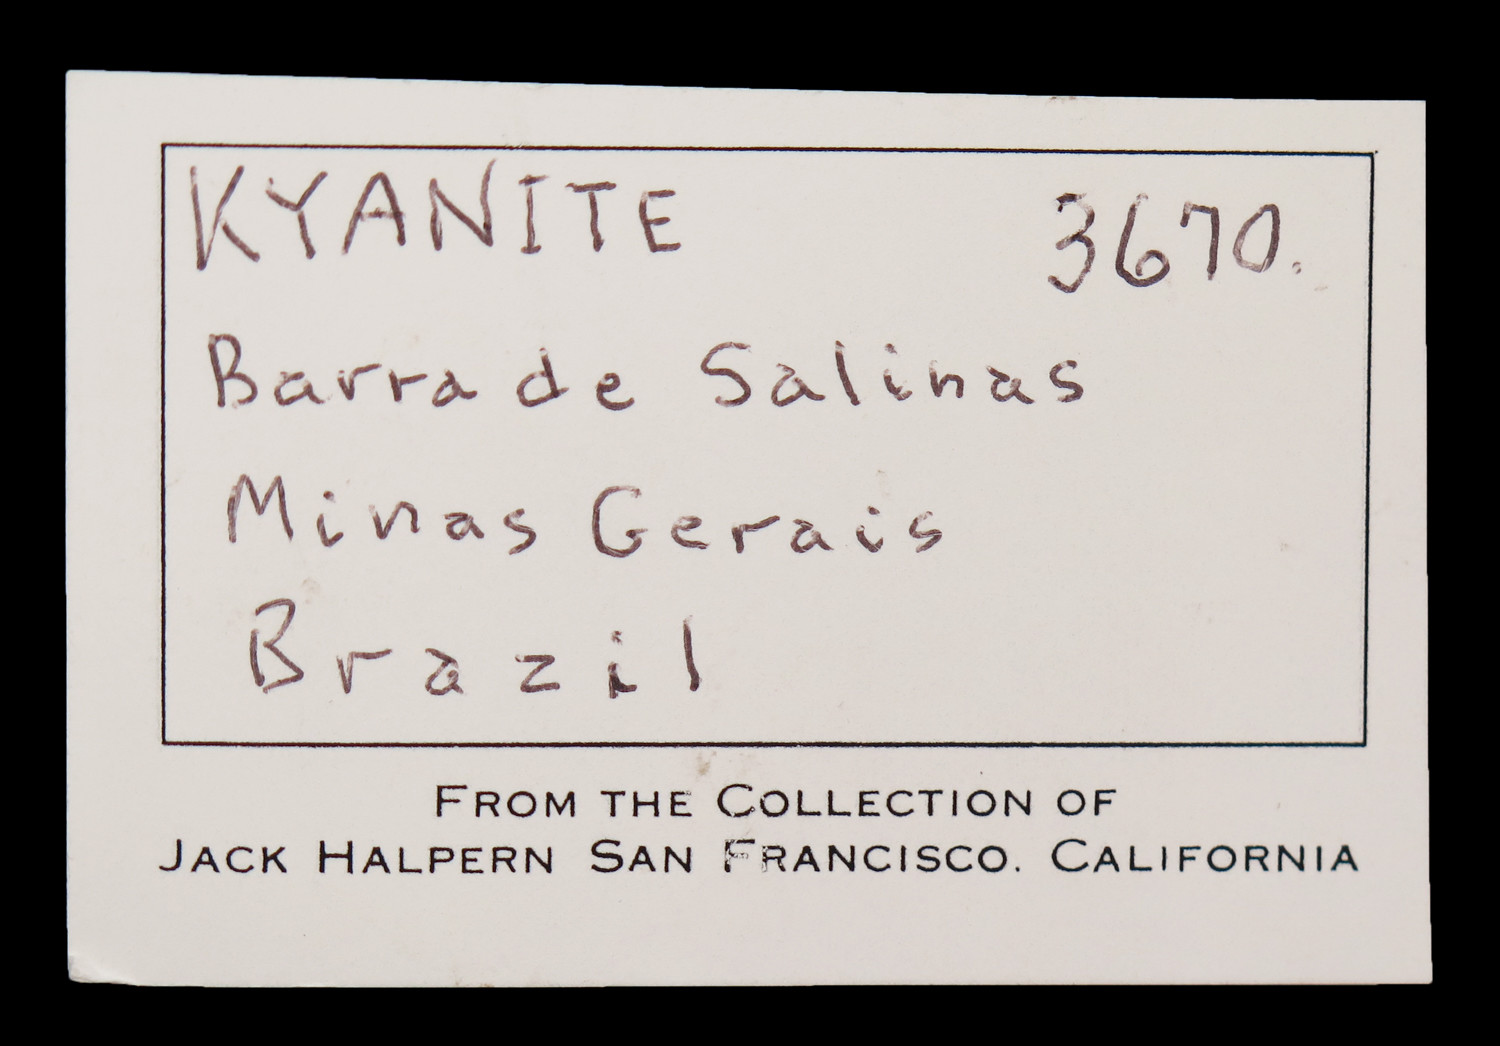 KYANITE 3670.
Barra de Salinas
Minas Gerais
Brazil
FROM THE COLLECTION OF
JACK HALPERN SAN FRANCISCO. CALIFORNIA